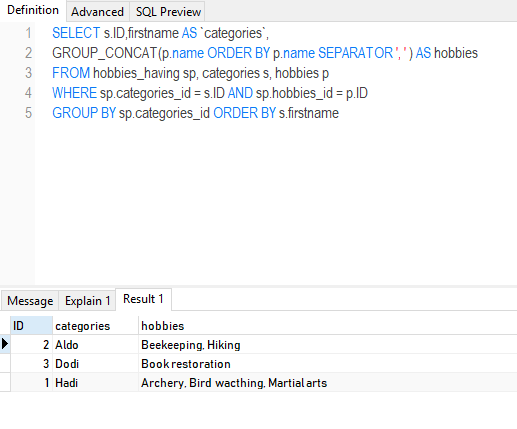 Definition Advanced SQL Preview
1 SELECT s.ID,firstname AS `categories`,
2 GROUP_CONCAT(p.name ORDER BY p.name SEPARATOR ', ' ) AS hobbies
3 FROM hobbies_having sp, categories s, hobbies p
4 WHERE sp.categories_id = s.ID AND sp.hobbies_id = p.ID
5 GROUP BY sp.categories_id ORDER BY s.firstname
Message Explain 1 Result 1
ID categories hobbies
2 Aldo Beekeeping, Hiking
3 Dodi Book restoration
1 Hadi Archery, Bird wacthing, Martial arts